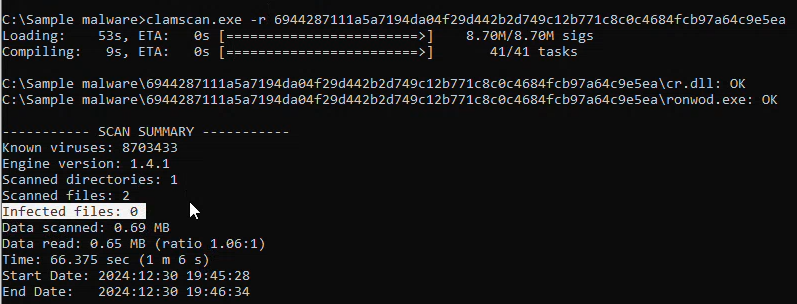 C:\Sample malware>clamscan.exe -r 6944287111a5a7194da04f29d442b2d749c12b771c8c0c4684fcb97a64c9e5ea
Loading:    53s, ETA:   0s [========================>]    8.70M/8.70M sigs
Compiling:   9s, ETA:   0s [========================>]       41/41 tasks
C:\Sample malware\6944287111a5a7194da04f29d442b2d749c12b771c8c0c4684fcb97a64c9e5ea\cr.dll: OK
C:\Sample malware\6944287111a5a7194da04f29d442b2d749c12b771c8c0c4684fcb97a64c9e5ea\ronwod.exe: OK
----------- SCAN SUMMARY -----------
Known viruses: 8703433
Engine version: 1.4.1
Scanned directories: 1
Scanned files: 2
Infected files: 0
Data scanned: 0.69 MB
Data read: 0.65 MB (ratio 1.06:1)
Time: 66.375 sec (1 m 6 s)
Start Date: 2024:12:30 19:45:28
End Date:   2024:12:30 19:46:34